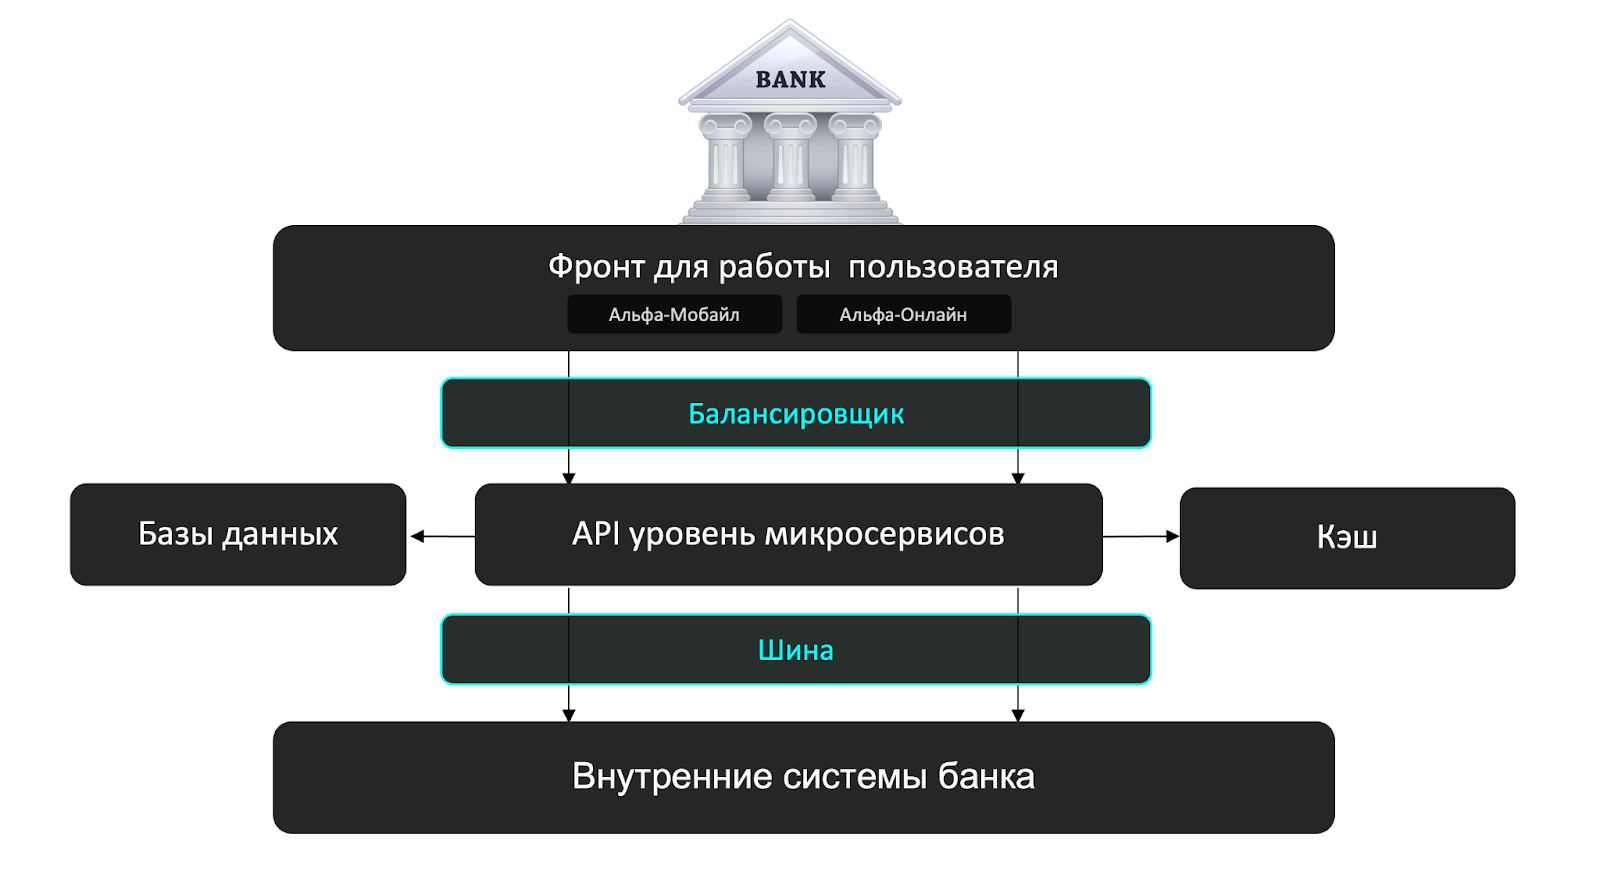 BANK
Фронт для работы  пользователя
Альфа-Мобайл
Альфа-Онлайн
Балансировщик
Базы данных
API уровень микросервисов
Кэш
Шина
Внутренние системы банка